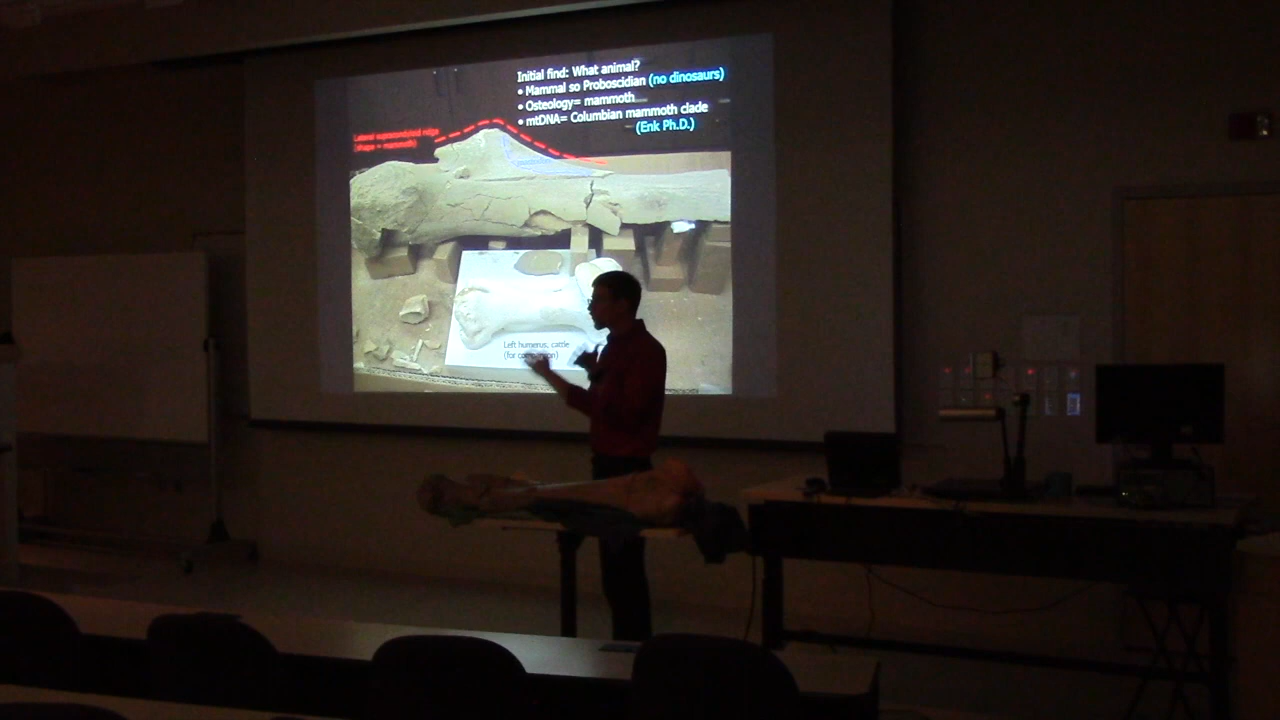 Initial find: What animal?
• Mammal so Proboscidian (no dinosaurs)
• Osteology= mammoth
• mtDNA= Columbian mammoth clade
(Enk Ph.D.)
Lateral supracondyloid ridge
(shape = mammoth)
Left humerus, cattle
(for comparison)